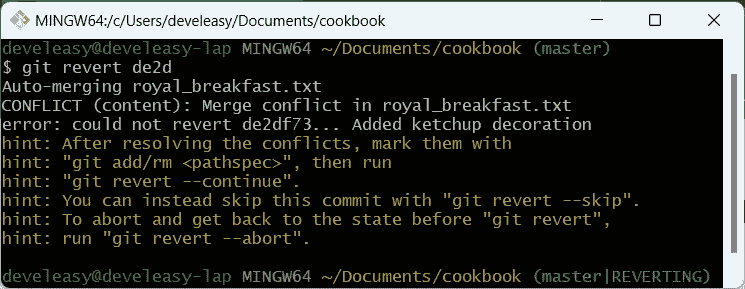 MINGW64:/c/Users/develeasy/Documents/cookbook
develeasy@develeasy-lap MINGW64 ~/Documents/cookbook (master)
$ git revert de2d
Auto-merging royal_breakfast.txt
CONFLICT (content): Merge conflict in royal_breakfast.txt
error: could not revert de2df73... Added ketchup decoration
hint: After resolving the conflicts, mark them with
hint: "git add/rm <pathspec>", then run
hint: "git revert --continue".
hint: You can instead skip this commit with "git revert --skip".
hint: To abort and get back to the state before "git revert",
hint: run "git revert --abort".
develeasy@develeasy-lap MINGW64 ~/Documents/cookbook (master|REVERTING)